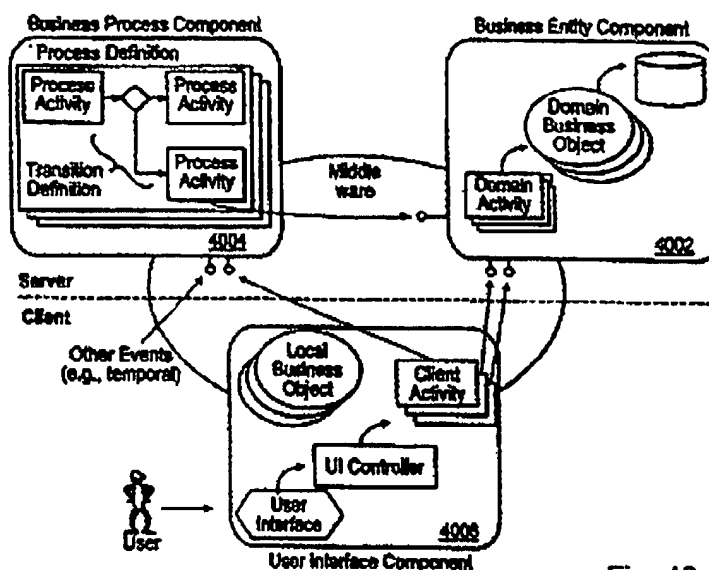 Business Process Component
Business Entity Component
Process Definition
Process
Activity
Process
Activity
Process
Activity
Transition
Definition
4004
Middle
ware
Domain
Business
Object
Domain
Activity
4002
Server
Client
Other Events
(e.g., temporal)
Local
Business
Object
Client
Activity
UI Controller
User
Interface
4006
User
User Interface Component